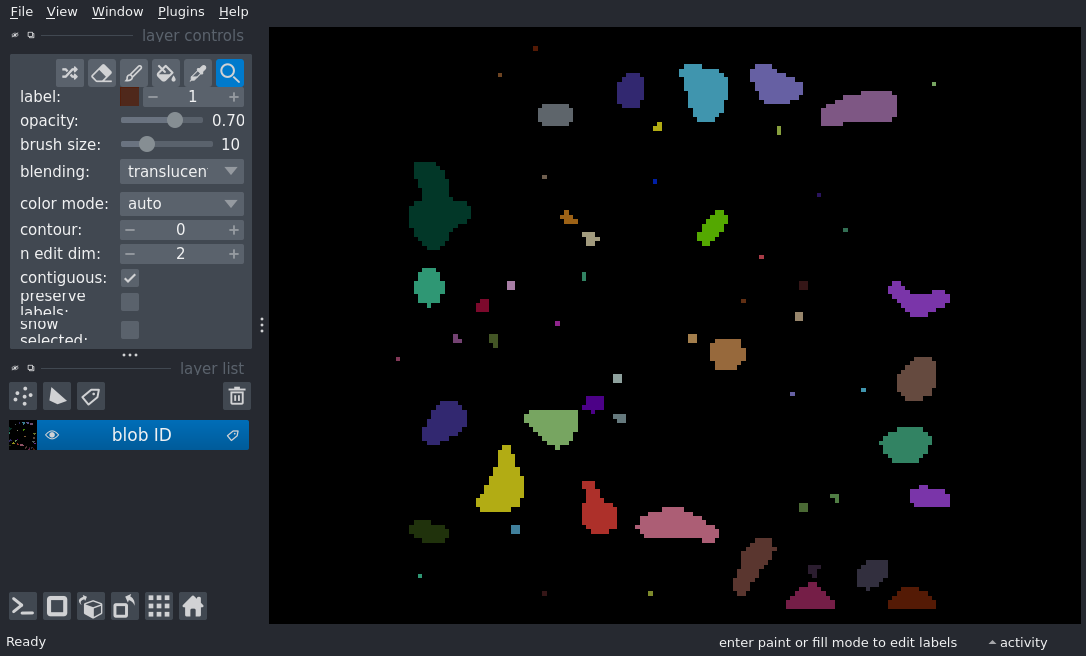 File View Window Plugins Help
layer controls
label: 1
opacity: 0.70
brush size: 10
blending: translucen
color mode: auto
contour: 0
n edit dim: 2
contiguous:
preserve
labels:
show
selected:
layer list
blob ID
Ready enter paint or fill mode to edit labels activity